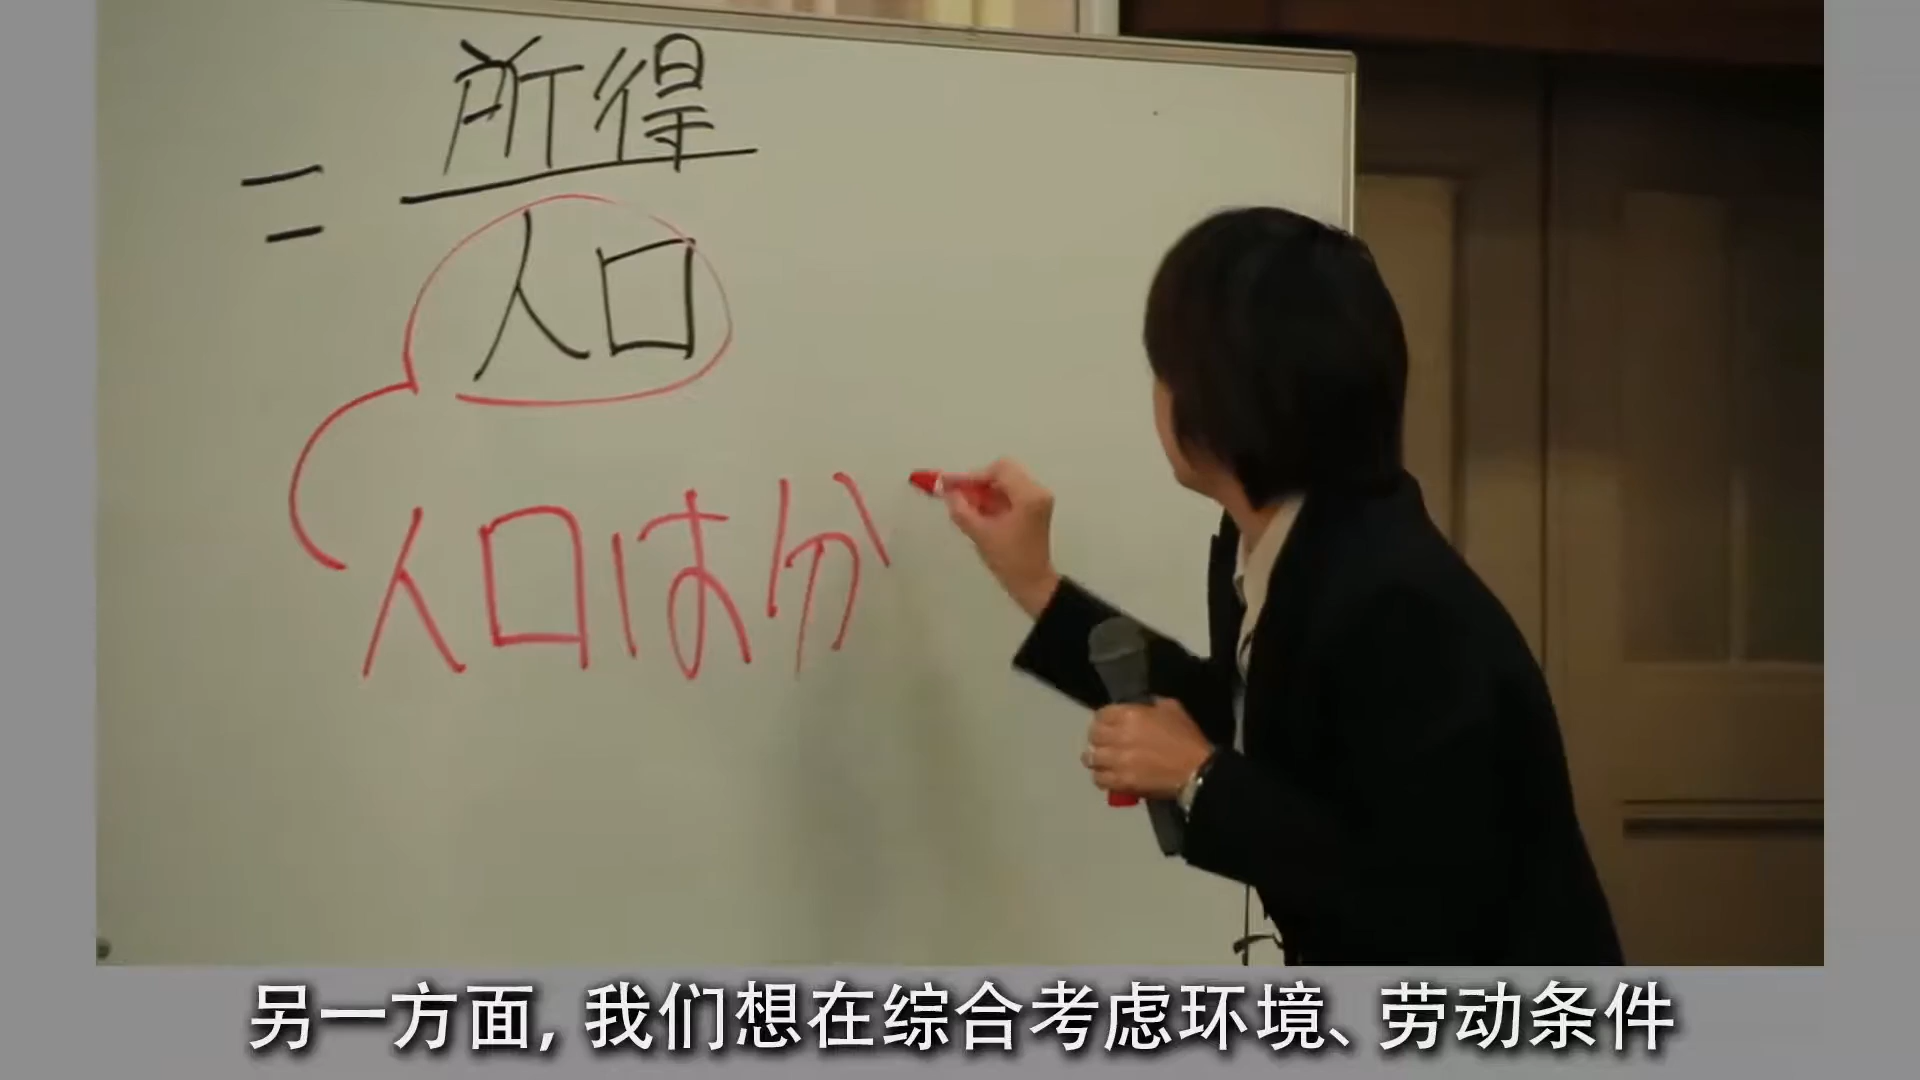 = 所得
人口
人口は分
另一方面, 我们想在综合考虑环境、劳动条件